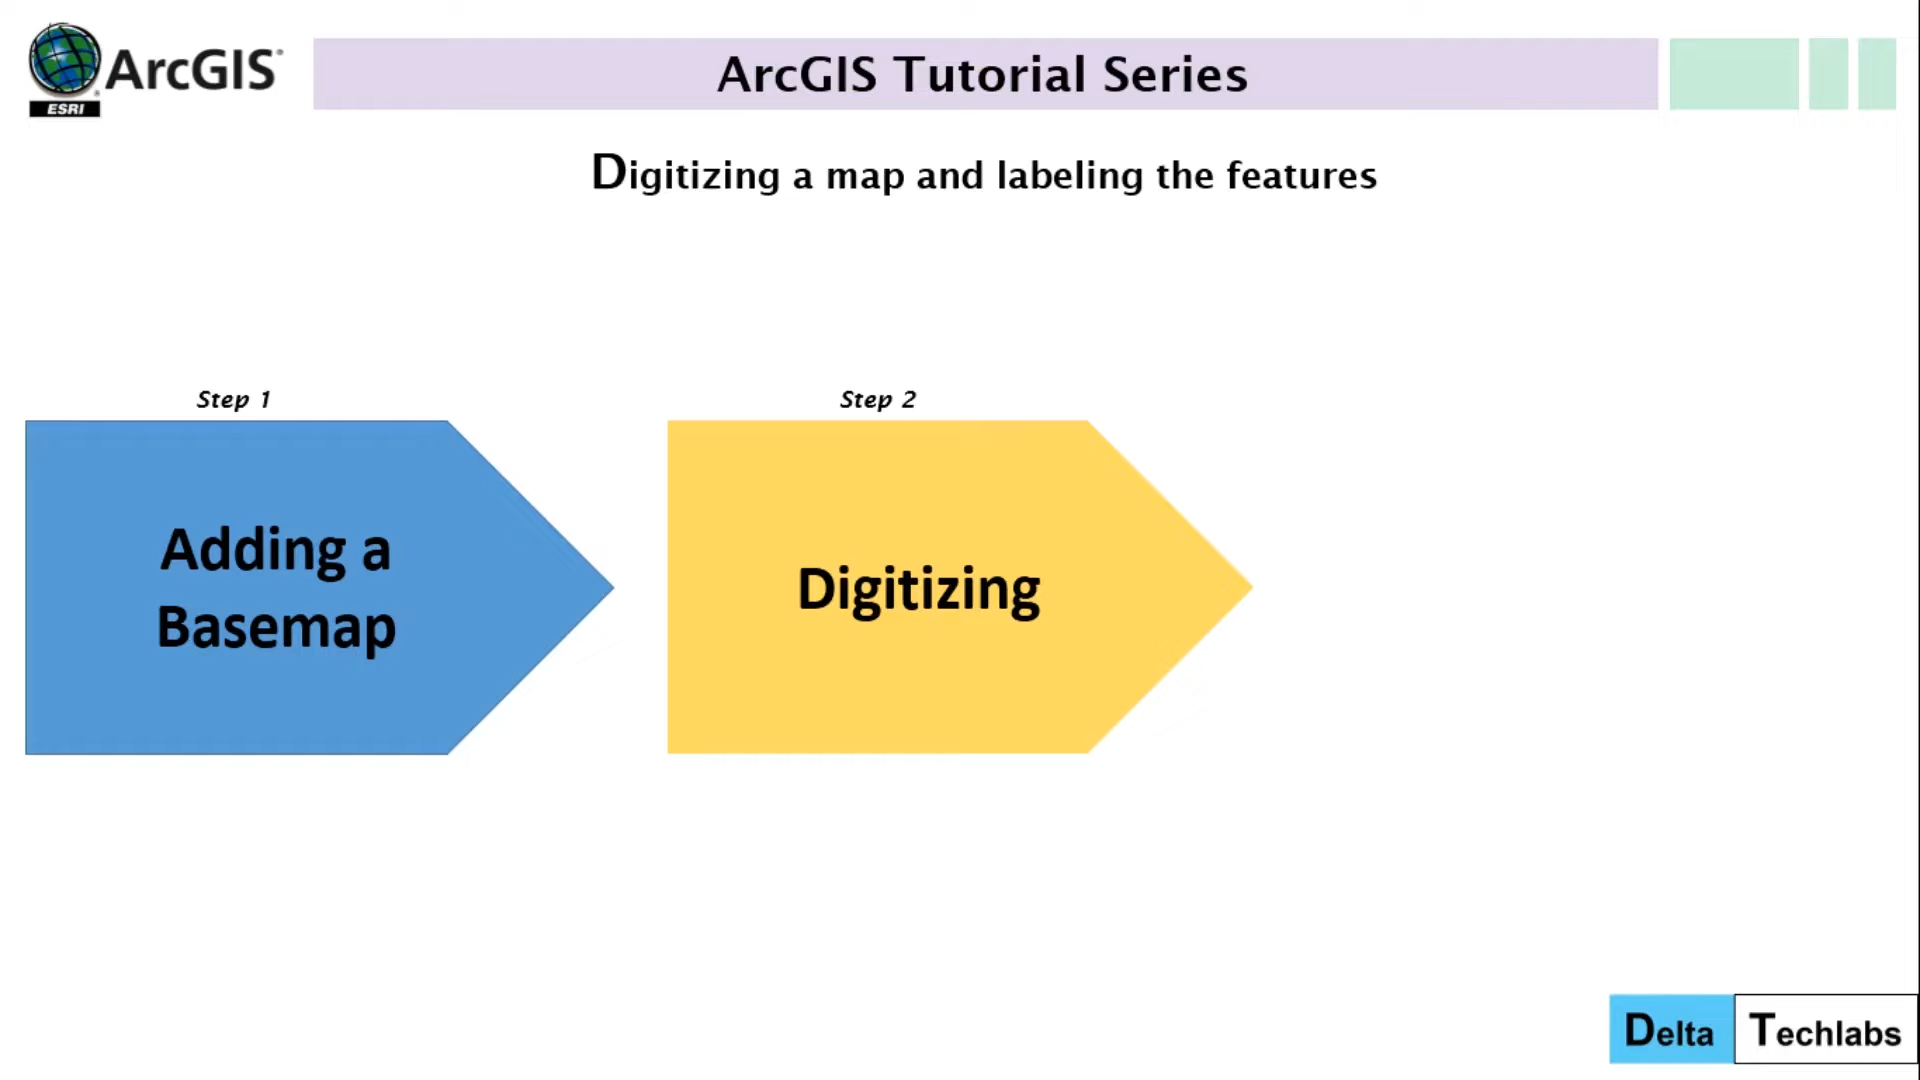 ArcGIS
ESRI
ArcGIS Tutorial Series
Digitizing a map and labeling the features
Step 1
Adding a
Basemap
Step 2
Digitizing
Delta Techlabs